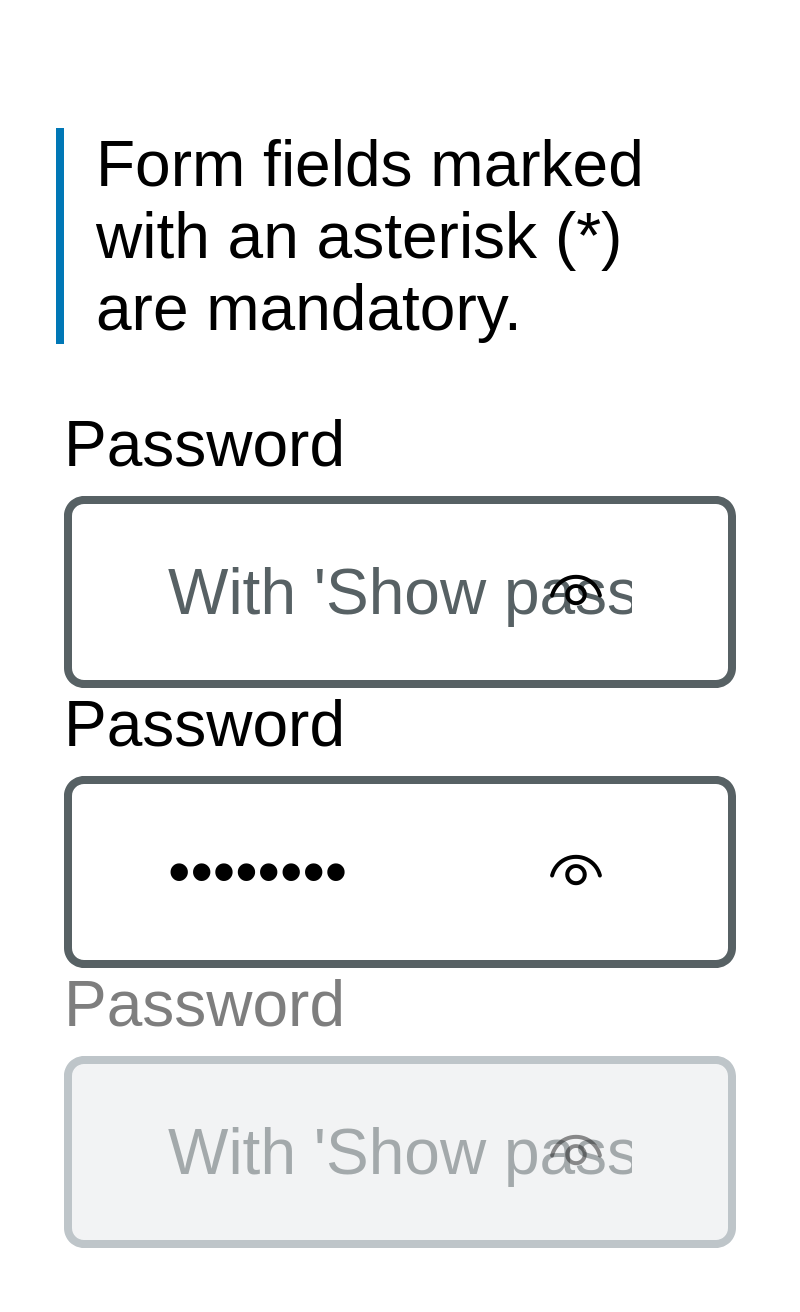 Form fields marked
with an asterisk (*)
are mandatory.
Password
With 'Show pass
Password
••••••••
Password
With 'Show pass